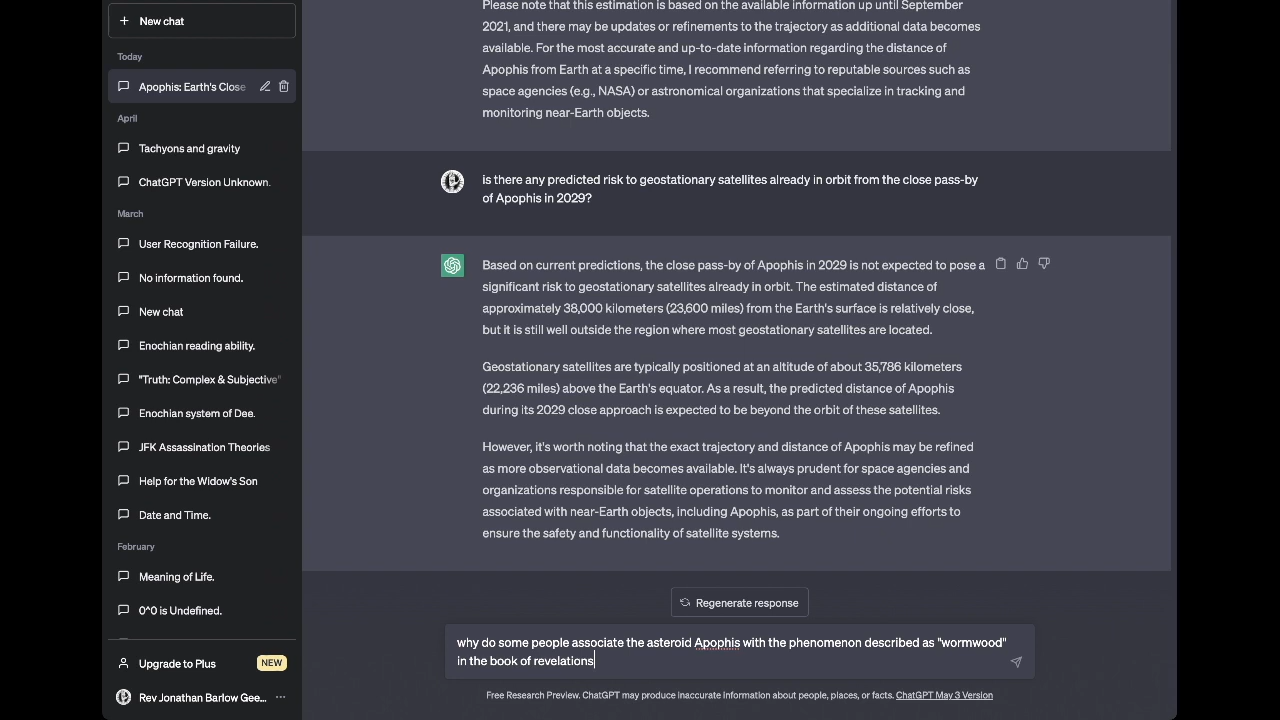 New chat
Today
Apophis: Earth's Close
April
Tachyons and gravity
ChatGPT Version Unknown.
March
User Recognition Failure.
No information found.
New chat
Enochian reading ability.
"Truth: Complex & Subjective"
Enochian system of Dee.
JFK Assassination Theories
Help for the Widow's Son
Date and Time.
February
Meaning of Life.
0^0 is Undefined.
Upgrade to Plus
NEW
Rev Jonathan Barlow Gee...
Please note that this estimation is based on the available information up until September
2021, and there may be updates or refinements to the trajectory as additional data becomes
available. For the most accurate and up-to-date information regarding the distance of
Apophis from Earth at a specific time, I recommend referring to reputable sources such as
space agencies (e.g., NASA) or astronomical organizations that specialize in tracking and
monitoring near-Earth objects.
is there any predicted risk to geostationary satellites already in orbit from the close pass-by
of Apophis in 2029?
Based on current predictions, the close pass-by of Apophis in 2029 is not expected to pose a
significant risk to geostationary satellites already in orbit. The estimated distance of
approximately 38,000 kilometers (23,600 miles) from the Earth's surface is relatively close,
but it is still well outside the region where most geostationary satellites are located.
Geostationary satellites are typically positioned at an altitude of about 35,786 kilometers
(22,236 miles) above the Earth's equator. As a result, the predicted distance of Apophis
during its 2029 close approach is expected to be beyond the orbit of these satellites.
However, it's worth noting that the exact trajectory and distance of Apophis may be refined
as more observational data becomes available. It's always prudent for space agencies and
organizations responsible for satellite operations to monitor and assess the potential risks
associated with near-Earth objects, including Apophis, as part of their ongoing efforts to
ensure the safety and functionality of satellite systems.
Regenerate response
why do some people associate the asteroid Apophis with the phenomenon described as "wormwood"
in the book of revelations
Free Research Preview. ChatGPT may produce inaccurate information about people, places, or facts. ChatGPT May 3 Version